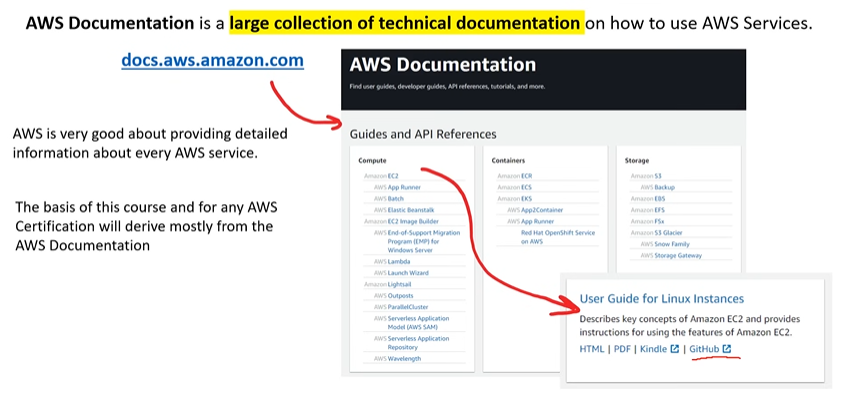 AWS Documentation is a large collection of technical documentation on how to use AWS Services.
docs.aws.amazon.com
AWS is very good about providing detailed
information about every AWS service.
The basis of this course and for any AWS
Certification will derive mostly from the
AWS Documentation
AWS Documentation
Find user guides, developer guides, API references, tutorials, and more.
Guides and API References
Compute
Amazon EC2
AWS App Runner
AWS Batch
AWS Elastic Beanstalk
Amazon EC2 Image Builder
AWS End-of-Support Migration
Program (EMP) for
Windows Server
AWS Lambda
AWS Launch Wizard
Amazon Lightsail
AWS Outposts
AWS ParallelCluster
AWS Serverless Application
Model (AWS SAM)
AWS Serverless Application
Repository
AWS Wavelength
Containers
Amazon ECR
Amazon ECS
Amazon EKS
AWS App2Container
AWS App Runner
Red Hat OpenShift Service
on AWS
Storage
Amazon S3
AWS Backup
Amazon EBS
Amazon EFS
Amazon FSx
Amazon S3 Glacier
AWS Snow Family
AWS Storage Gateway
User Guide for Linux Instances
Describes key concepts of Amazon EC2 and provides
instructions for using the features of Amazon EC2.
HTML | PDF | Kindle | GitHub